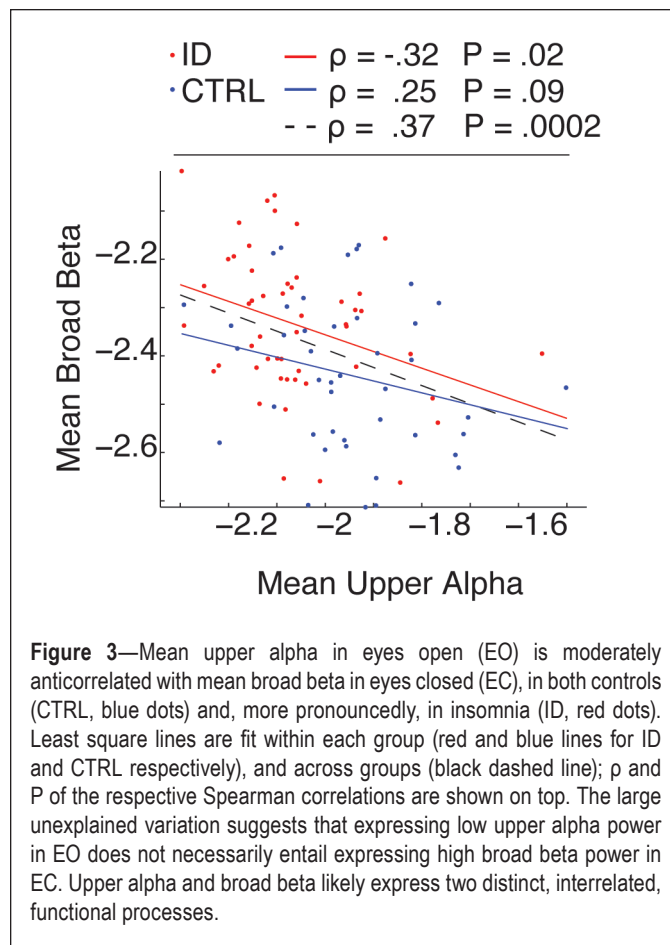 ID ρ = -.32 P = .02
CTRL ρ = .25 P = .09
ρ = .37 P = .0002
Mean Broad Beta
−2.2
−2.4
−2.6
−2.2 −2 −1.8 −1.6
Mean Upper Alpha
Figure 3—Mean upper alpha in eyes open (EO) is moderately
anticorrelated with mean broad beta in eyes closed (EC), in both controls
(CTRL, blue dots) and, more pronouncedly, in insomnia (ID, red dots).
Least square lines are fit within each group (red and blue lines for ID
and CTRL respectively), and across groups (black dashed line); ρ and
P of the respective Spearman correlations are shown on top. The large
unexplained variation suggests that expressing low upper alpha power
in EO does not necessarily entail expressing high broad beta power in
EC. Upper alpha and broad beta likely express two distinct, interrelated,
functional processes.